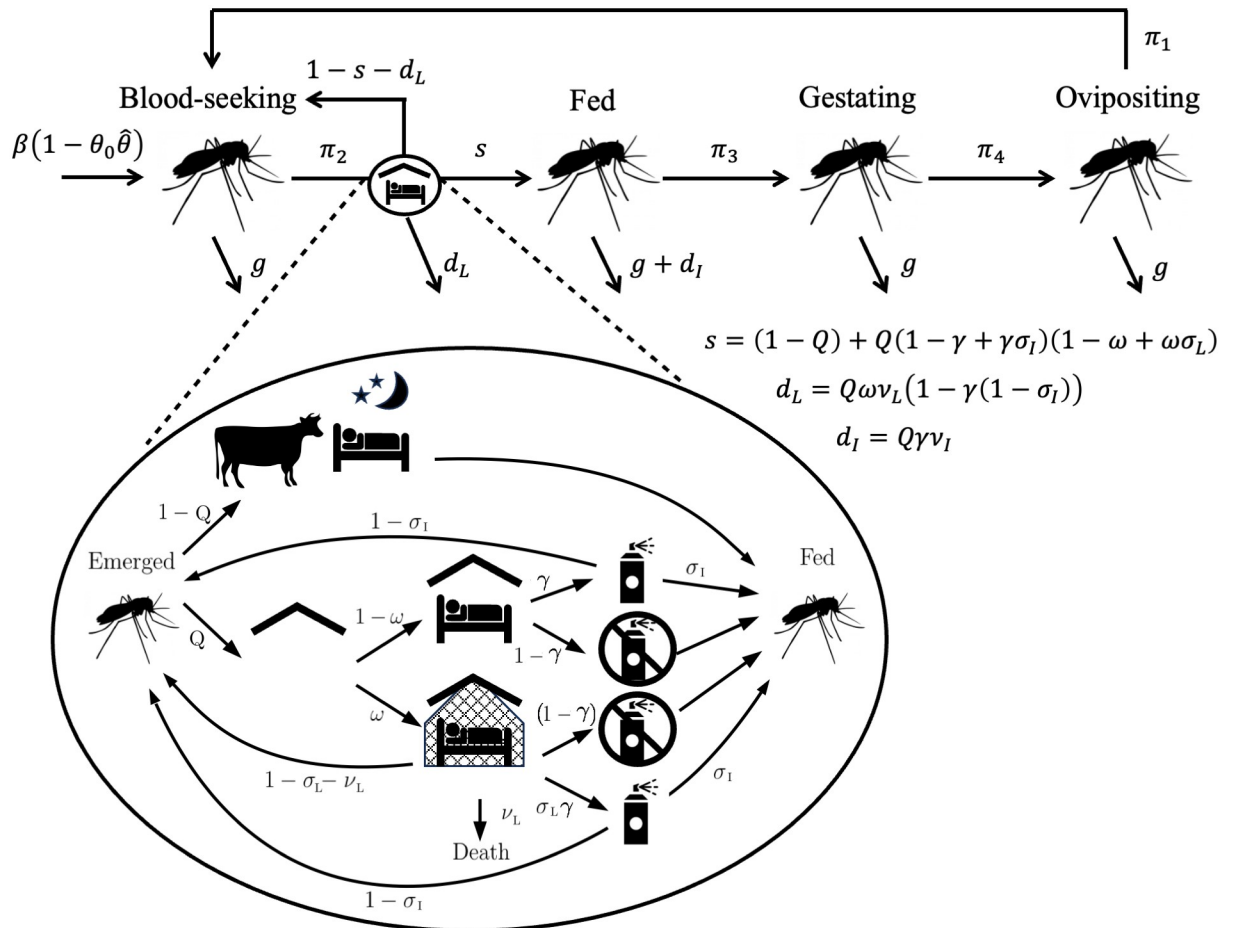 π₁
1 − s − d_L
Blood-seeking
Fed
Gestating
Ovipositing
β(1 − θ₀θ̂)
π₂
s
π₃
π₄
g
d_L
g + d_I
g
g
s = (1 − Q) + Q(1 − γ + γσ_I)(1 − ω + ωσ_L)
d_L = Qων_L(1 − γ(1 − σ_I))
d_I = Qγν_I
1 − Q
1 − σ_I
Emerged
Fed
γ
σ_I
1 − ω
Q
1 − γ
ω
(1 − γ)
1 − σ_L − ν_L
σ_I
ν_L
σ_Lγ
Death
1 − σ_I